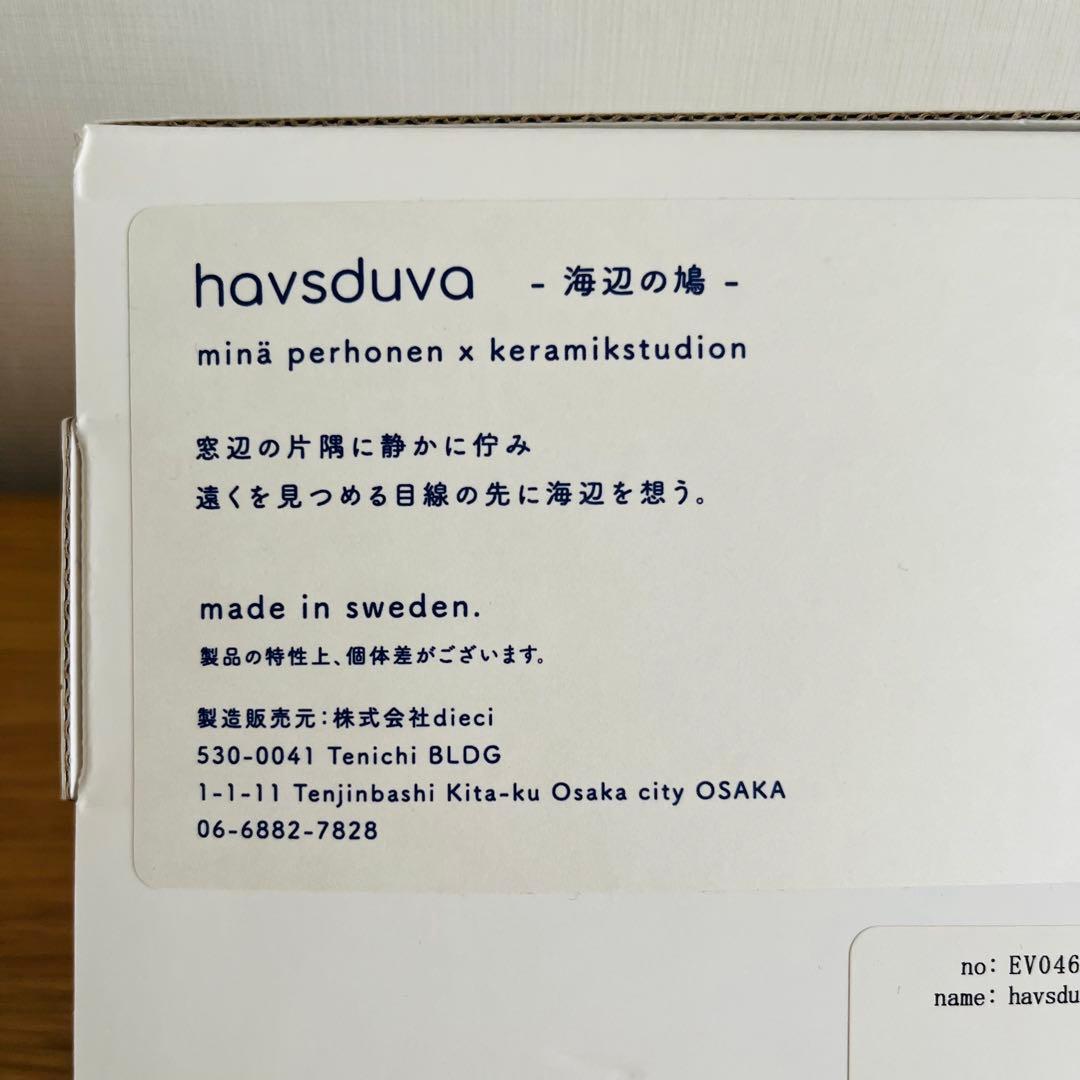 havsduva - 海辺の鳩 -
minä perhonen x keramikstudion
窓辺の片隅に静かに佇み
遠くを見つめる目線の先に海辺を想う。
made in sweden.
製品の特性上、個体差がございます。
製造販売元：株式会社dieci
530-0041 Tenichi BLDG
1-1-11 Tenjinbashi Kita-ku Osaka city OSAKA
06-6882-7828
no: EV046
name: havsdu